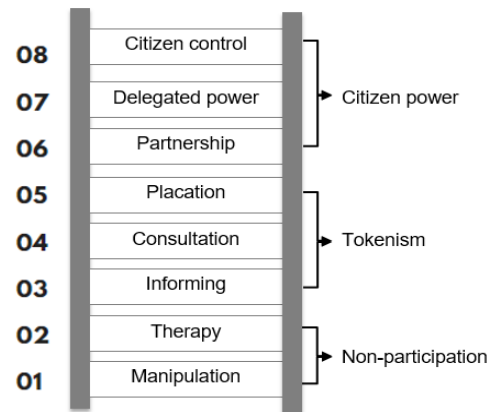 08 Citizen control
07 Delegated power Citizen power
06 Partnership
05 Placation
04 Consultation Tokenism
03 Informing
02 Therapy
Non-participation
01 Manipulation